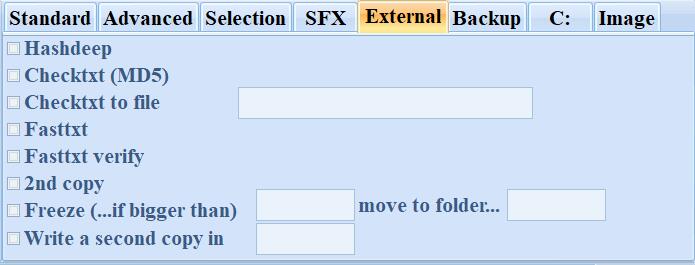 Standard Advanced Selection SFX External Backup C: Image
Hashdeep
Checktxt (MD5)
Checktxt to file
Fasttxt
Fasttxt verify
2nd copy
Freeze (...if bigger than) move to folder...
Write a second copy in